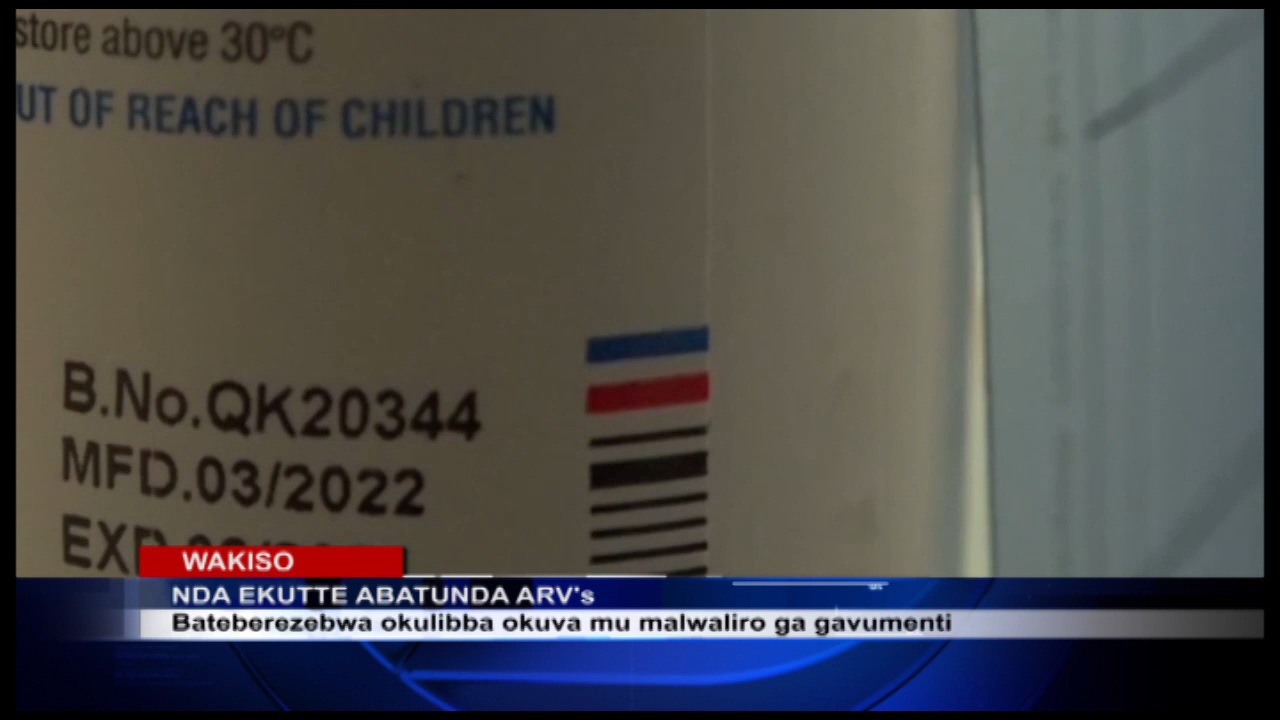 store above 30°C
UT OF REACH OF CHILDREN
B.No.QK20344
MFD.03/2022
WAKISO
NDA EKUTTE ABATUNDA ARV's
Bateberezebwa okulibba okuva mu malwaliro ga gavumenti